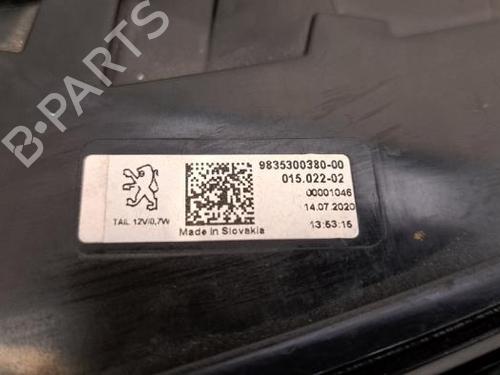 B-PARTS
9835300380-00
015.022-02
00001046
14.07.2020
TAIL 12V/0,7W
Made in Slovakia
13:53:15